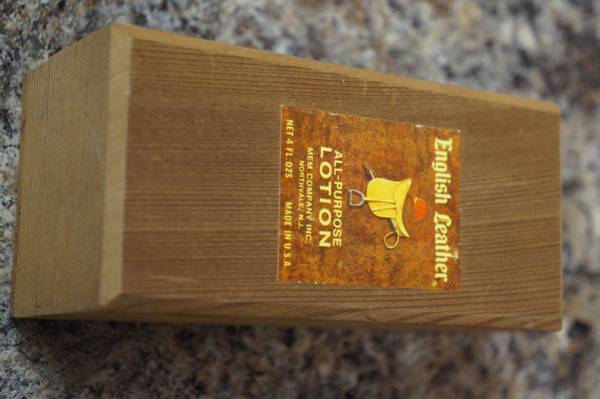 English Leather®
ALL-PURPOSE
LOTION
MEM COMPANY INC.
NORTHVALE, N.J.
NET 4 FL. OZS. MADE IN U.S.A.